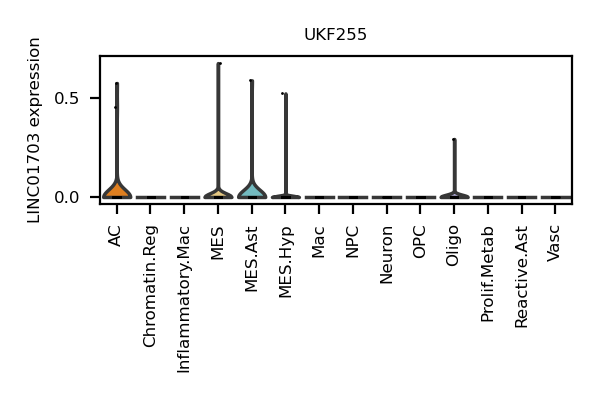 UKF255
LINC01703 expression
0.5
0.0
AC
Chromatin.Reg
Inflammatory.Mac
MES
MES.Ast
MES.Hyp
Mac
NPC
Neuron
OPC
Oligo
Prolif.Metab
Reactive.Ast
Vasc